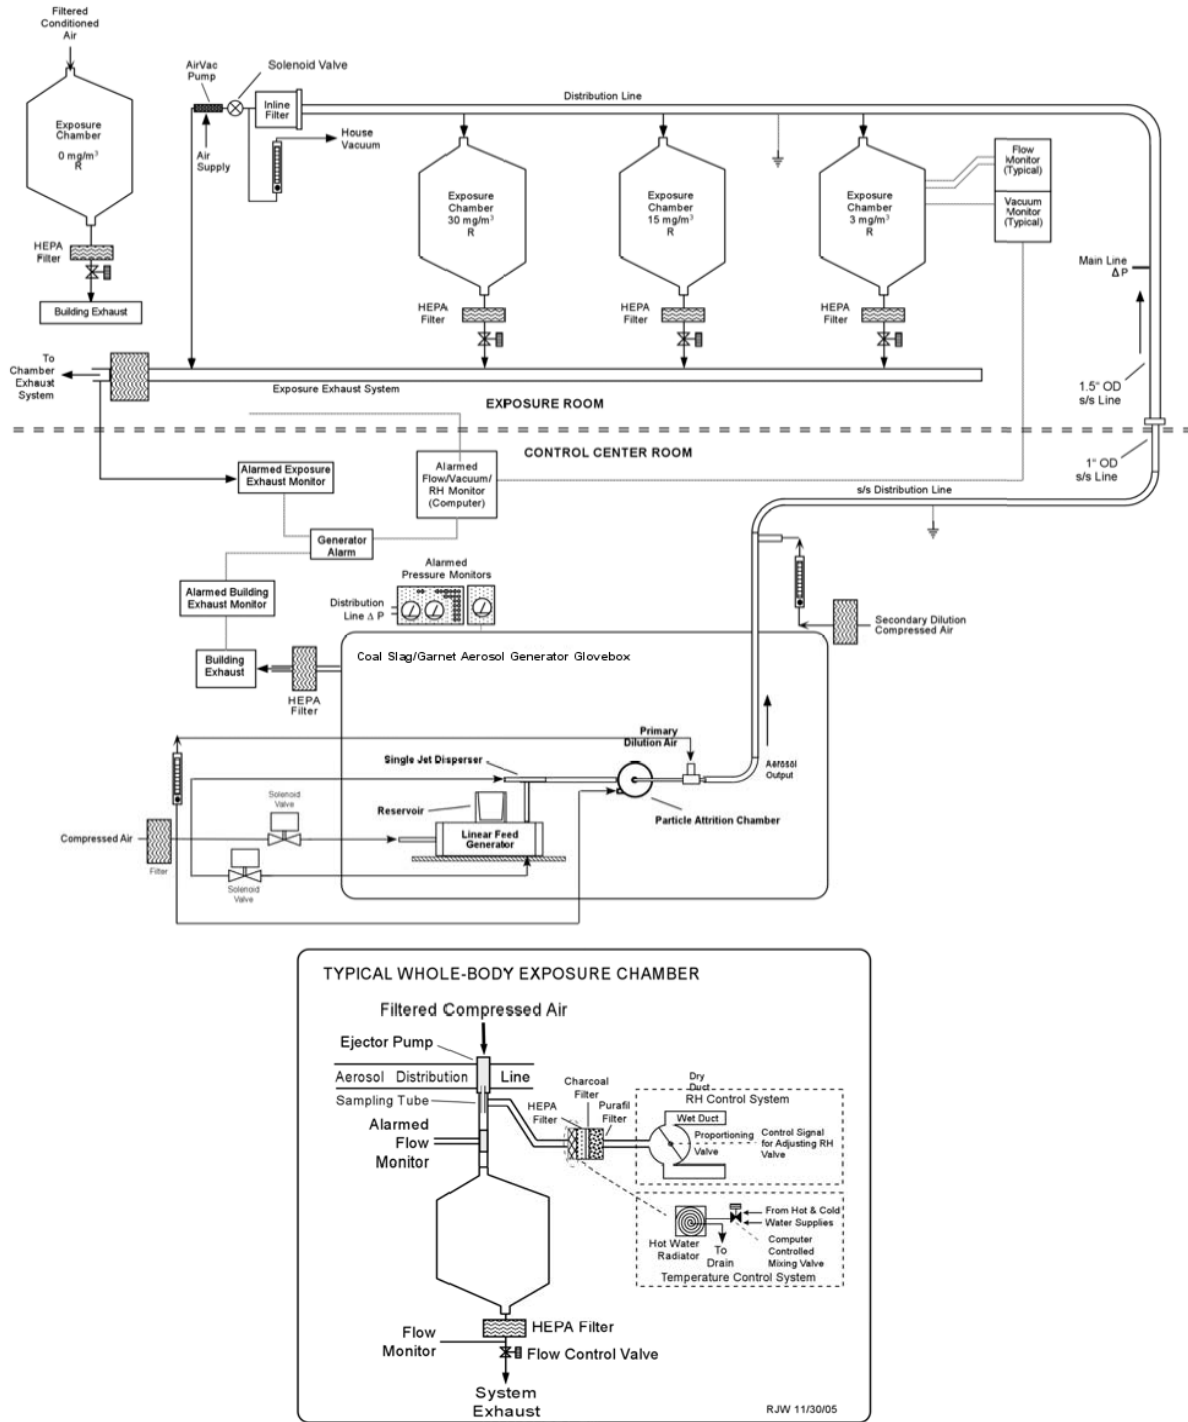 Filtered
Conditioned
Air
AirVac
Pump
Solenoid Valve
Inline
Filter
Distribution Line
House
Vacuum
Air
Supply
Exposure
Chamber
0 mg/m³
R
Exposure
Chamber
30 mg/m³
R
Exposure
Chamber
15 mg/m³
R
Exposure
Chamber
3 mg/m³
R
Flow
Monitor
(Typical)
Vacuum
Monitor
(Typical)
HEPA
Filter
Building Exhaust
HEPA
Filter
HEPA
Filter
HEPA
Filter
Main Line
Δ P
To
Chamber
Exhaust
System
Exposure Exhaust System
1.5" OD
s/s Line
EXPOSURE ROOM
CONTROL CENTER ROOM
1" OD
s/s Line
Alarmed Exposure
Exhaust Monitor
Alarmed
Flow/Vacuum/
RH Monitor
(Computer)
s/s Distribution Line
Generator
Alarm
Alarmed
Pressure Monitors
Alarmed Building
Exhaust Monitor
Distribution
Line Δ P
Secondary Dilution
Compressed Air
Building
Exhaust
HEPA
Filter
Coal Slag/Garnet Aerosol Generator Glovebox
Primary
Dilution Air
Single Jet Disperser
Aerosol
Output
Solenoid
Valve
Reservoir
Particle Attrition Chamber
Compressed Air
Linear Feed
Generator
Filter
Solenoid
Valve
TYPICAL WHOLE-BODY EXPOSURE CHAMBER
Filtered Compressed Air
Ejector Pump
Aerosol Distribution Line
Sampling Tube
Charcoal
Filter
HEPA
Filter
Purafil
Filter
Dry
Duct
RH Control System
Wet Duct
Proportioning
Valve
Control Signal
for Adjusting RH
Valve
Alarmed
Flow
Monitor
From Hot & Cold
Water Supplies
Hot Water
Radiator
To
Drain
Computer
Controlled
Mixing Valve
Temperature Control System
HEPA Filter
Flow
Monitor
Flow Control Valve
System
Exhaust
RJW 11/30/05